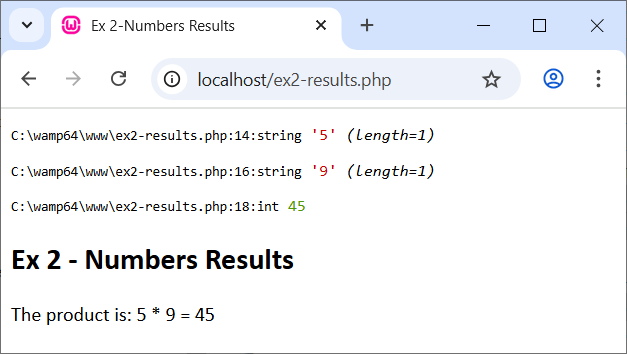 Ex 2-Numbers Results
localhost/ex2-results.php
C:\wamp64\www\ex2-results.php:14:string '5' (length=1)
C:\wamp64\www\ex2-results.php:16:string '9' (length=1)
C:\wamp64\www\ex2-results.php:18:int 45
Ex 2 - Numbers Results
The product is: 5 * 9 = 45